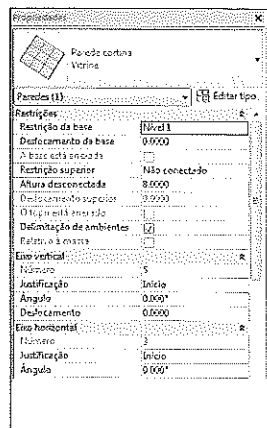 Propriedades
Parede cortina
Vitrine
Paredes (1)
Editar tipo
Restrições
Restrição da base Nível 1
Deslocamento da base 0.0000
A base está anexada
Restrição superior Não conectado
Altura desconectada 8.0000
Deslocamento superior 0.0000
O topo está anexado
Delimitação de ambientes
Relativo à massa
Eixo vertical
Número 5
Justificação Início
Ângulo 0.000°
Deslocamento 0.0000
Eixo horizontal
Número 3
Justificação Início
Ângulo 0.000°